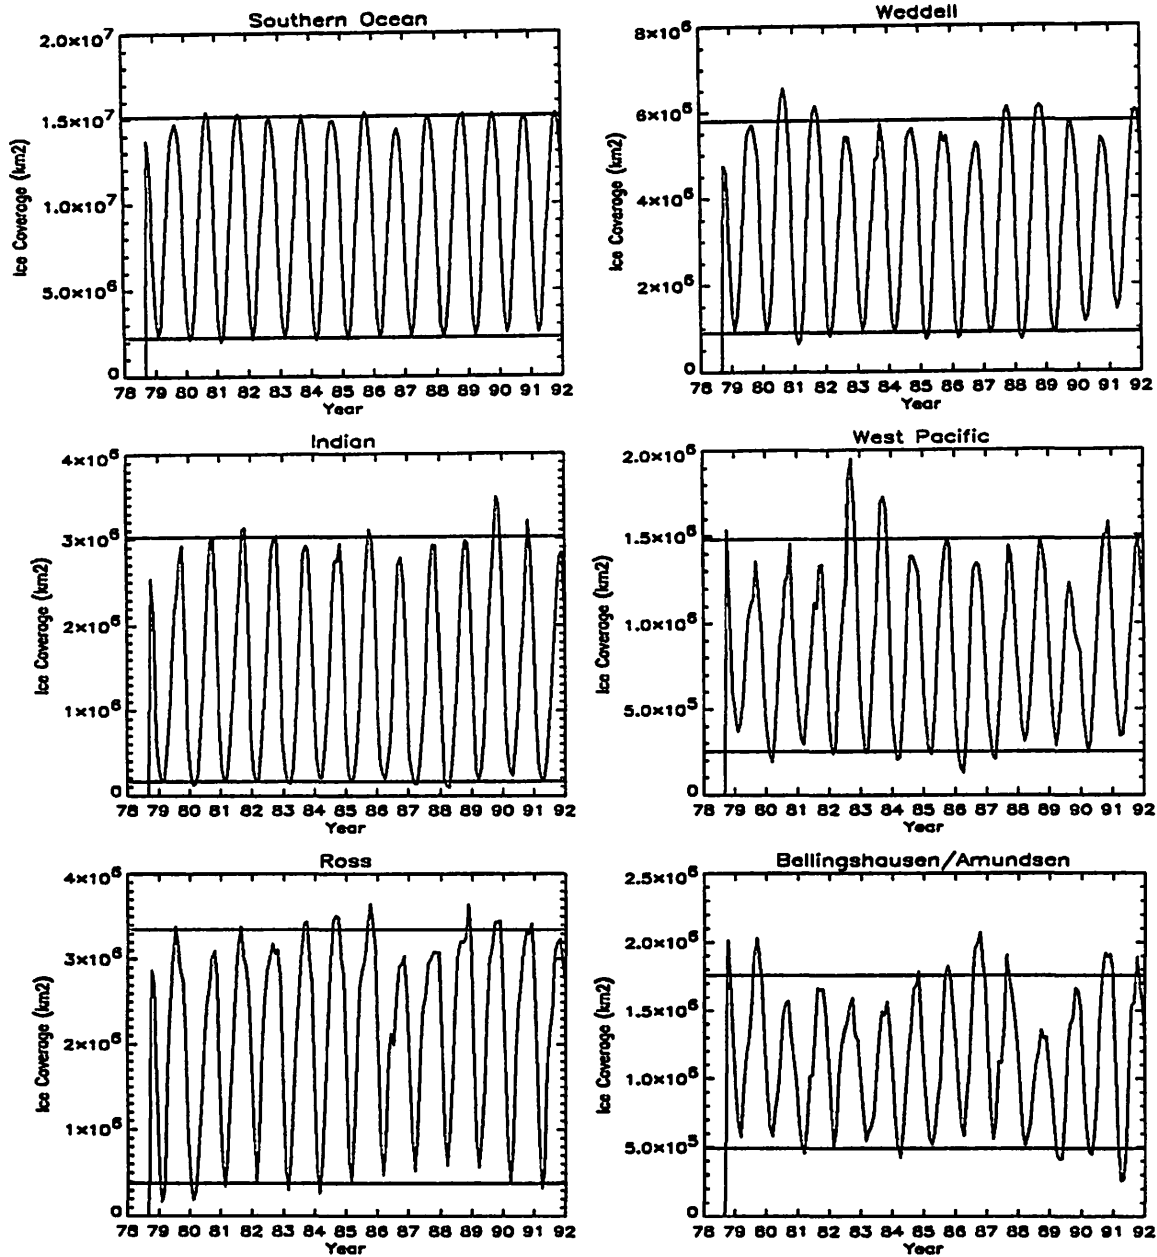 Southern Ocean
2.0×10⁷
1.5×10⁷
1.0×10⁷
5.0×10⁶
0
Ice Coverage (km2)
78 79 80 81 82 83 84 85 86 87 88 89 90 91 92
Year
Weddell
8×10⁶
6×10⁶
4×10⁶
2×10⁶
0
Ice Coverage (km2)
78 79 80 81 82 83 84 85 86 87 88 89 90 91 92
Year
Indian
4×10⁶
3×10⁶
2×10⁶
1×10⁶
0
Ice Coverage (km2)
78 79 80 81 82 83 84 85 86 87 88 89 90 91 92
Year
West Pacific
2.0×10⁶
1.5×10⁶
1.0×10⁶
5.0×10⁵
0
Ice Coverage (km2)
78 79 80 81 82 83 84 85 86 87 88 89 90 91 92
Year
Ross
4×10⁶
3×10⁶
2×10⁶
1×10⁶
0
Ice Coverage (km2)
78 79 80 81 82 83 84 85 86 87 88 89 90 91 92
Year
Bellingshausen/Amundsen
2.5×10⁶
2.0×10⁶
1.5×10⁶
1.0×10⁶
5.0×10⁵
0
Ice Coverage (km2)
78 79 80 81 82 83 84 85 86 87 88 89 90 91 92
Year